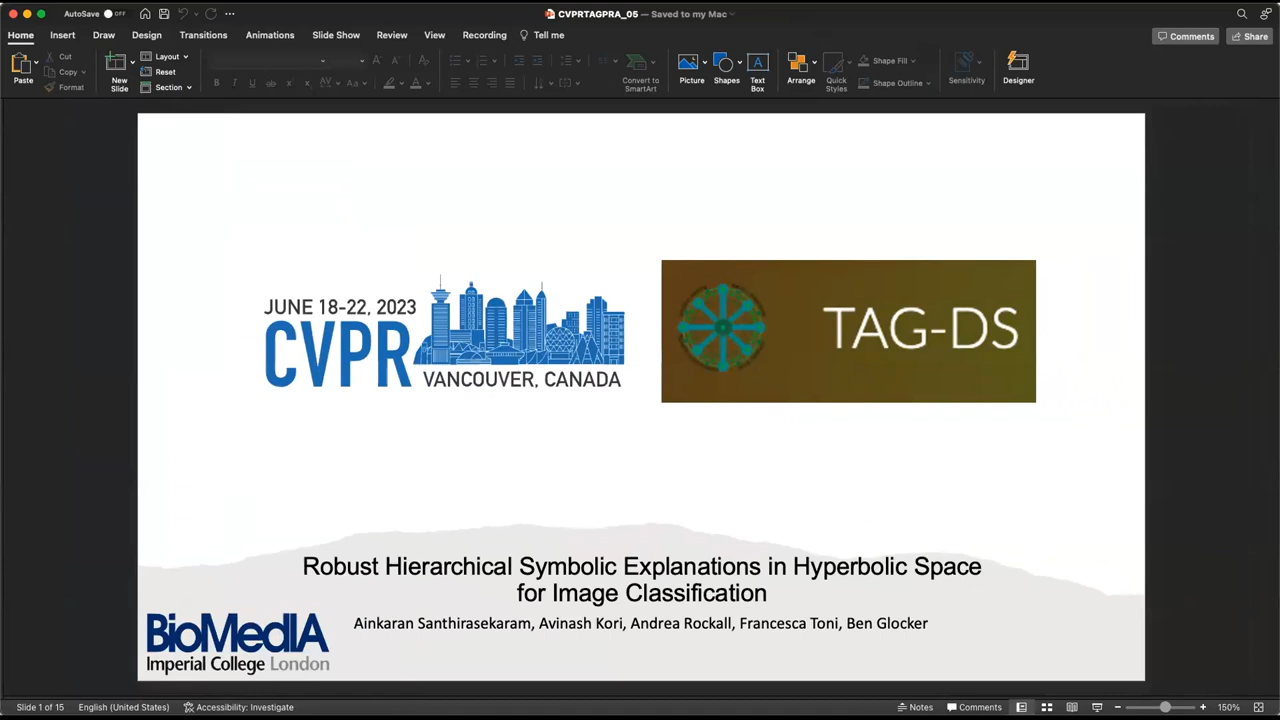 AutoSave OFF
CVPRTAGPRA_05 — Saved to my Mac
Home Insert Draw Design Transitions Animations Slide Show Review View Recording Tell me
Comments Share
Paste
Cut
Copy
Format
New
Slide
Layout
Reset
Section
B I U ab X X AV Aa A
Convert to
SmartArt
Picture
Shapes
Text
Box
Arrange
Quick
Styles
Shape Fill
Shape Outline
Sensitivity
Designer
JUNE 18-22, 2023
CVPR
VANCOUVER, CANADA
TAG-DS
Robust Hierarchical Symbolic Explanations in Hyperbolic Space
for Image Classification
Ainkaran Santhirasekaram, Avinash Kori, Andrea Rockall, Francesca Toni, Ben Glocker
BioMedIA
Imperial College London
Slide 1 of 15 English (United States) Accessibility: Investigate
Notes Comments 150%